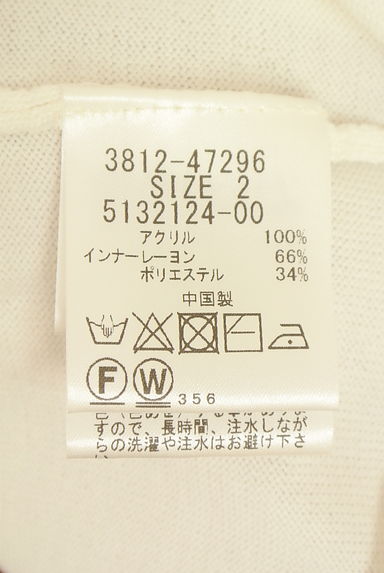 3812-47296
SIZE 2
5132124-00
アクリル 100%
インナーレーヨン 66%
ポリエステル 34%
中国製
F W 356
すので、長時間、注水しなが
らの洗濯や注水はお避け下さ